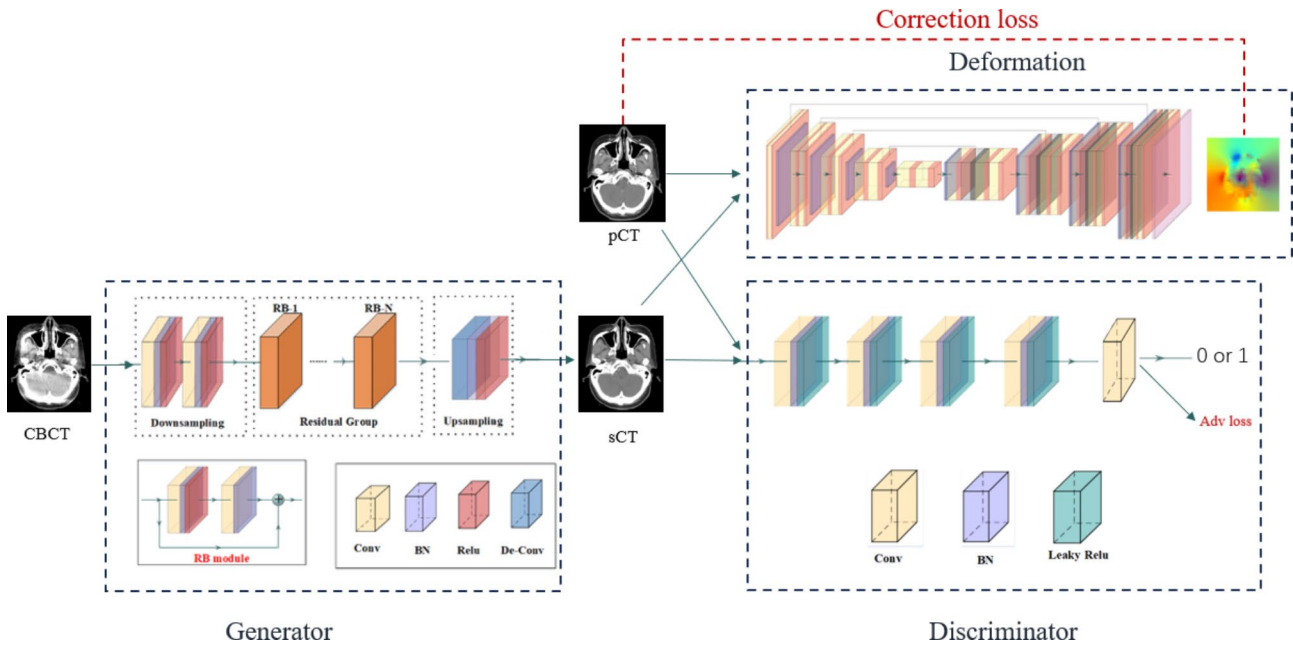 Correction loss
Deformation
pCT
RB-1
RB-N
......
Downsampling
Residual Group
Upsampling
CBCT
sCT
0 or 1
Adv loss
RB module
Conv
BN
Relu
De-Conv
Conv
BN
Leaky Relu
Generator
Discriminator